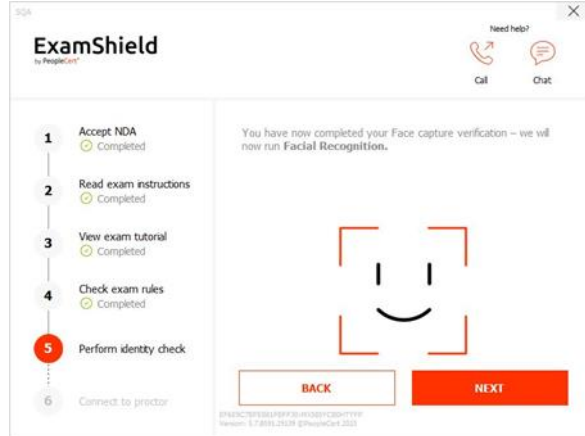 SQA
ExamShield
by PeopleCert
Need help?
Call
Chat
1
Accept NDA
Completed
2
Read exam instructions
Completed
3
View exam tutorial
Completed
4
Check exam rules
Completed
5
Perform identity check
6
Connect to proctor
You have now completed your Face capture verification – we will
now run Facial Recognition.
BACK
NEXT
©PeopleCert 2023